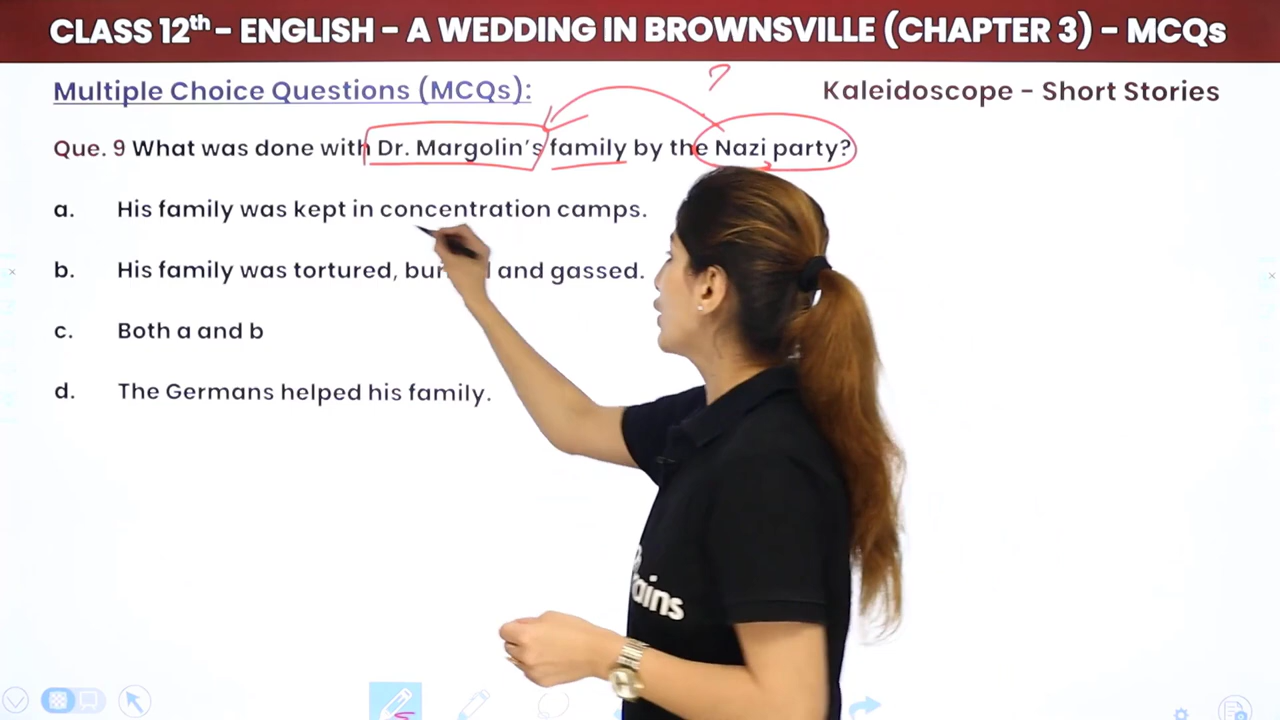 CLASS 12th – ENGLISH – A WEDDING IN BROWNSVILLE (CHAPTER 3) – MCQs
Multiple Choice Questions (MCQs):
Kaleidoscope - Short Stories
?
Que. 9 What was done with Dr. Margolin's family by the Nazi party?
a. His family was kept in concentration camps.
b. His family was tortured, and gassed.
c. Both a and b
d. The Germans helped his family.